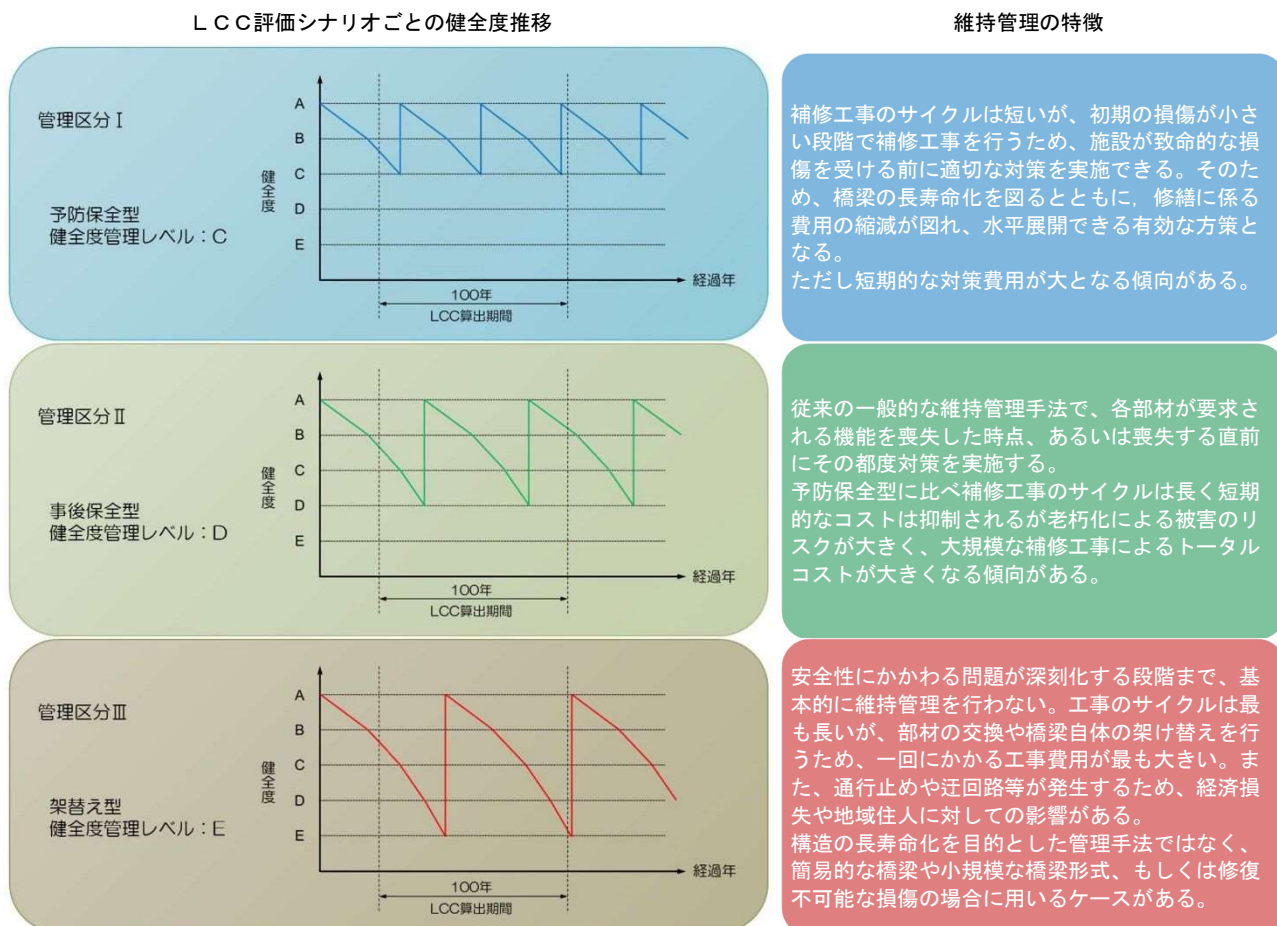 ＬＣＣ評価シナリオごとの健全度推移
維持管理の特徴
管理区分Ⅰ
予防保全型
健全度管理レベル：C
健全度
A
B
C
D
E
経過年
100年
LCC算出期間
補修工事のサイクルは短いが、初期の損傷が小さ
い段階で補修工事を行うため、施設が致命的な損
傷を受ける前に適切な対策を実施できる。そのた
め、橋梁の長寿命化を図るとともに，修繕に係る
費用の縮減が図れ、水平展開できる有効な方策と
なる。
ただし短期的な対策費用が大となる傾向がある。
管理区分Ⅱ
事後保全型
健全度管理レベル：D
健全度
A
B
C
D
E
経過年
100年
LCC算出期間
従来の一般的な維持管理手法で、各部材が要求さ
れる機能を喪失した時点、あるいは喪失する直前
にその都度対策を実施する。
予防保全型に比べ補修工事のサイクルは長く短期
的なコストは抑制されるが老朽化による被害のリ
スクが大きく、大規模な補修工事によるトータル
コストが大きくなる傾向がある。
管理区分Ⅲ
架替え型
健全度管理レベル：E
健全度
A
B
C
D
E
経過年
100年
LCC算出期間
安全性にかかわる問題が深刻化する段階まで、基
本的に維持管理を行わない。工事のサイクルは最
も長いが、部材の交換や橋梁自体の架け替えを行
うため、一回にかかる工事費用が最も大きい。ま
た、通行止めや迂回路等が発生するため、経済損
失や地域住人に対しての影響がある。
構造の長寿命化を目的とした管理手法ではなく、
簡易的な橋梁や小規模な橋梁形式、もしくは修復
不可能な損傷の場合に用いるケースがある。